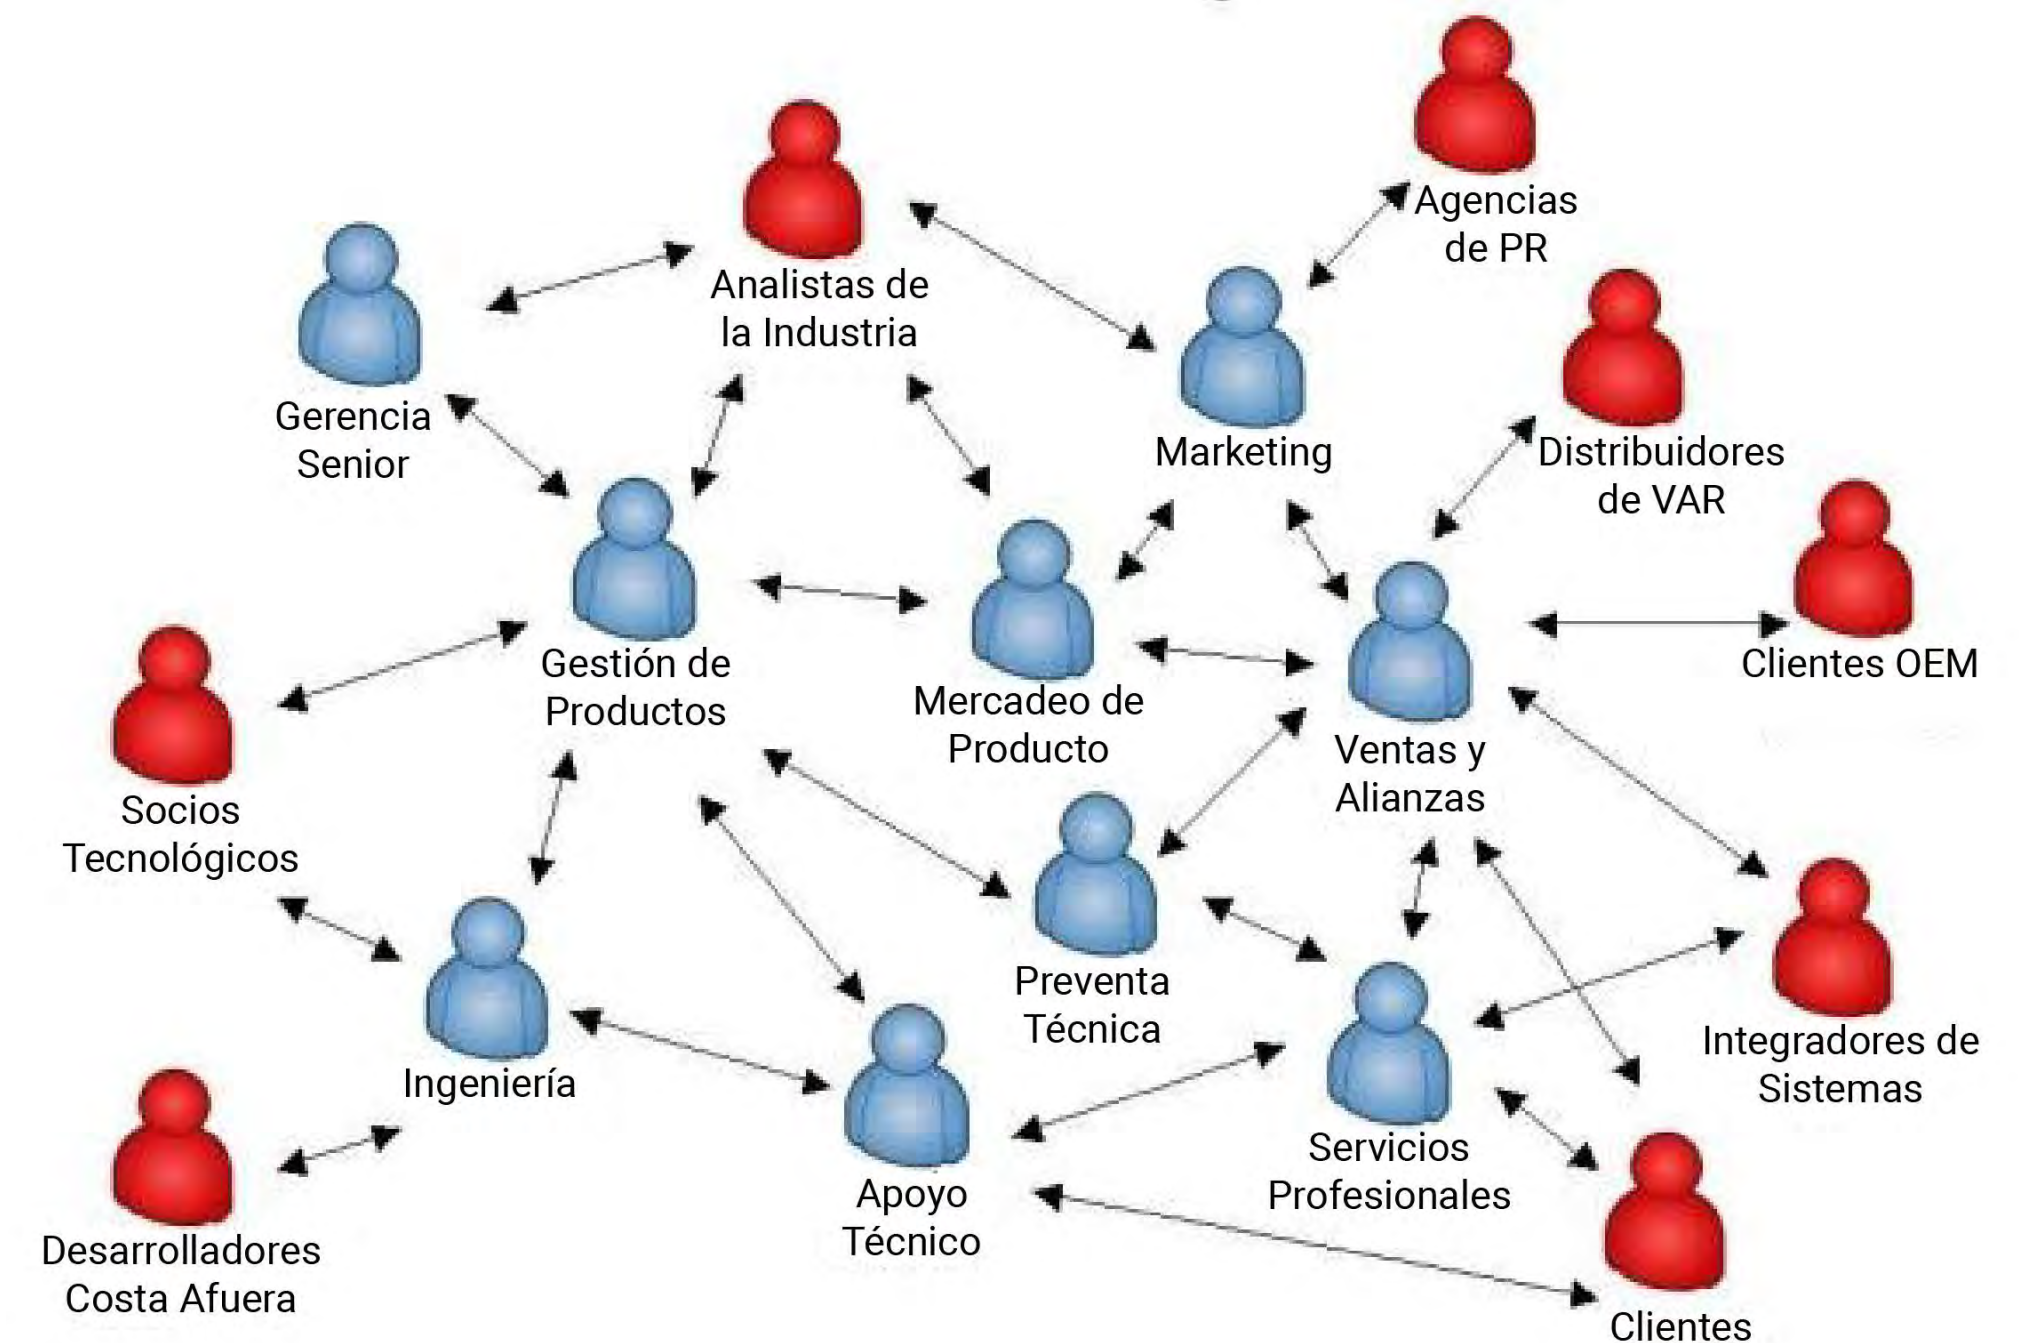 Agencias
de PR
Analistas de
la Industria
Gerencia
Senior
Marketing
Distribuidores
de VAR
Gestión de
Productos
Clientes OEM
Mercadeo de
Producto
Ventas y
Alianzas
Socios
Tecnológicos
Preventa
Técnica
Ingeniería
Integradores de
Sistemas
Servicios
Profesionales
Apoyo
Técnico
Desarrolladores
Costa Afuera
Clientes